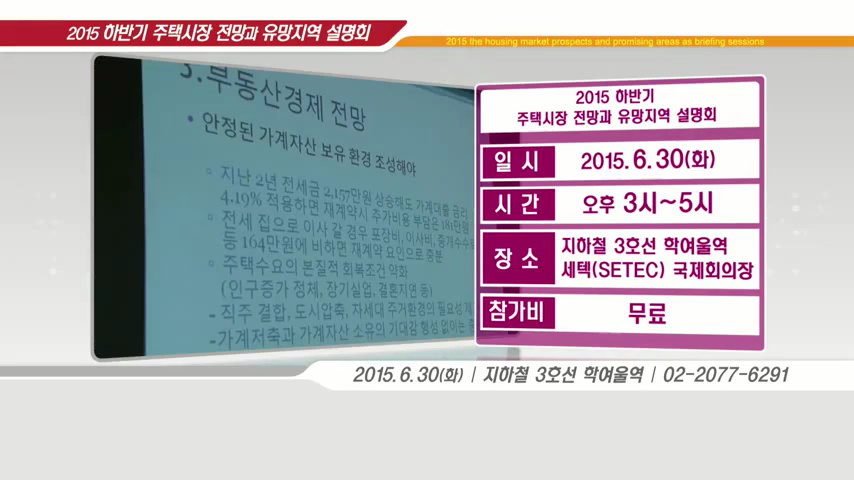 2015 하반기 주택시장 전망과 유망지역 설명회
2015 the housing market prospects and promising areas as briefing sessions
3.부동산경제 전망
• 안정된 가계자산 보유 환경 조성해야
◦ 지난 2년 전세금 2,157만원 상승해도 가계대출 금리
4.19% 적용하면 재계약시 추가비용 부담은 181만원
◦ 전세 집으로 이사 갈 경우 포장비, 이사비, 중개수수료
등 164만원에 비하면 재계약 요인으로 충분
◦ 주택수요의 본질적 회복조건 약화
(인구증가 정체, 장기실업, 결혼지연 등)
- 직주 결합, 도시압축, 차세대 주거환경의 필요성
-가계저축과 가계자산 소유의 기대감 형성 없이는
2015 하반기
주택시장 전망과 유망지역 설명회
일 시 2015. 6. 30(화)
시 간 오후 3시~5시
장 소 지하철 3호선 학여울역
세텍(SETEC) 국제회의장
참가비 무료
2015. 6. 30(화) | 지하철 3호선 학여울역 | 02-2077-6291